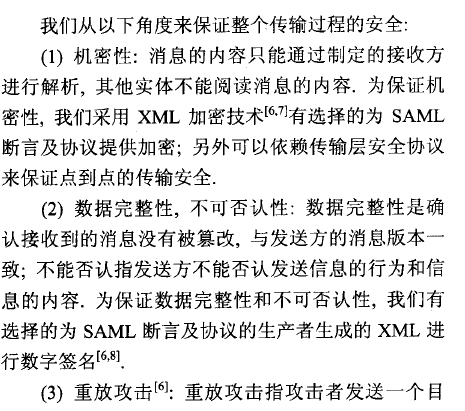 我们从以下角度来保证整个传输过程的安全:
(1) 机密性: 消息的内容只能通过制定的接收方
进行解析, 其他实体不能阅读消息的内容. 为保证机
密性, 我们采用 XML 加密技术[6,7]有选择的为 SAML
断言及协议提供加密; 另外可以依赖传输层安全协议
来保证点到点的传输安全.
(2) 数据完整性, 不可否认性: 数据完整性是确
认接收到的消息没有被篡改, 与发送方的消息版本一
致; 不能否认指发送方不能否认发送信息的行为和信
息的内容. 为保证数据完整性和不可否认性, 我们有
选择的为 SAML 断言及协议的生产者生成的 XML 进
行数字签名[6,8].
(3) 重放攻击[6]: 重放攻击指攻击者发送一个目